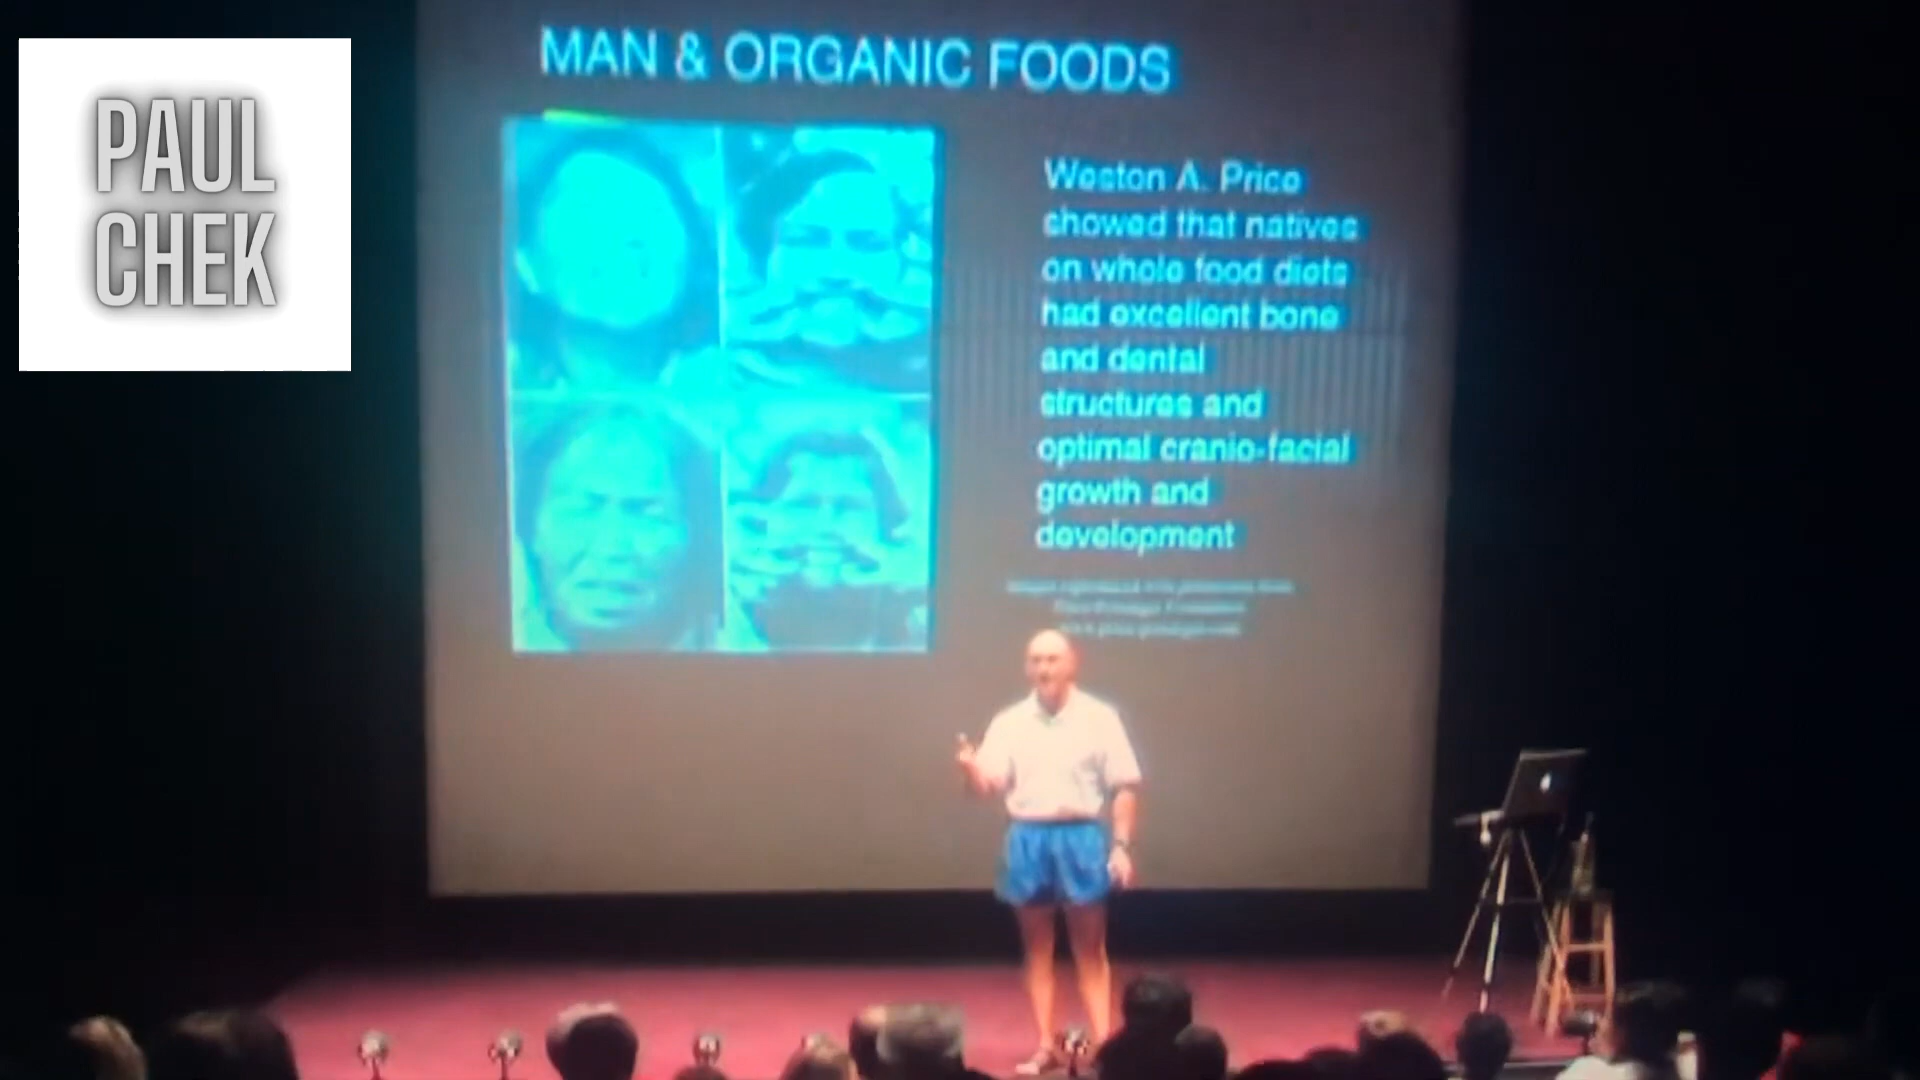 PAUL
CHEK
MAN & ORGANIC FOODS
Weston A. Price
showed that natives
on whole food diets
had excellent bone
and dental
structures and
optimal cranio-facial
growth and
development